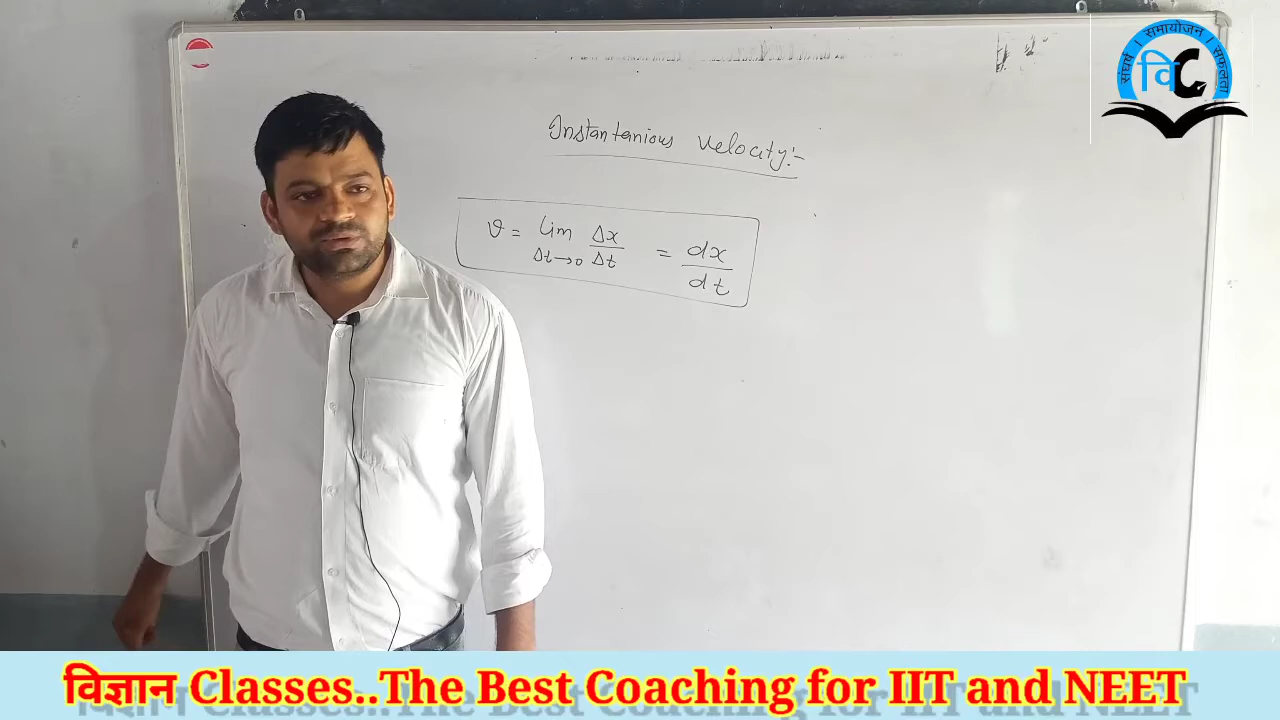 संघर्ष । समायोजन । सफलता
वि C
Instantanious Velocity:-
v = lim Δx/Δt = dx/dt
Δt→0
विज्ञान Classes..The Best Coaching for IIT and NEET